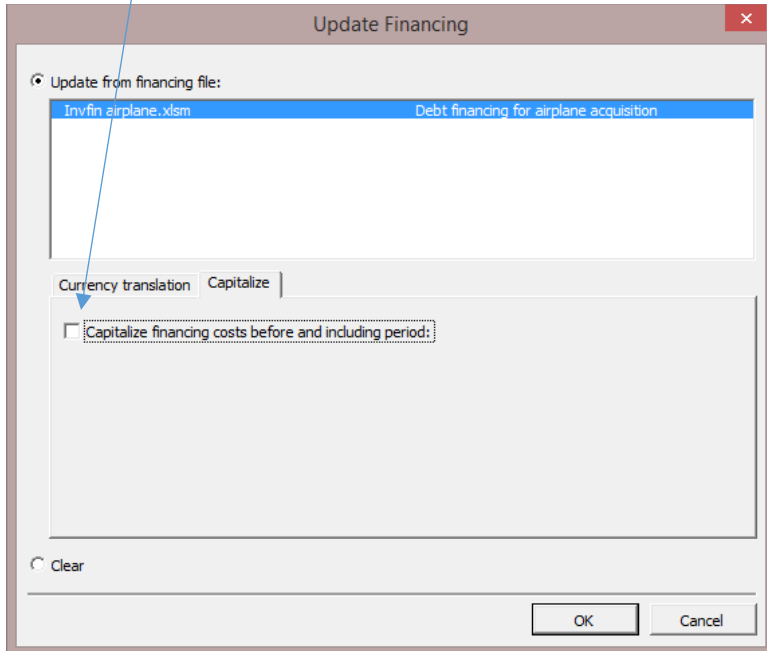 Update Financing
Update from financing file:
Invfin airplane.xlsm Debt financing for airplane acquisition
Currency translation Capitalize
Capitalize financing costs before and including period:
Clear
OK Cancel